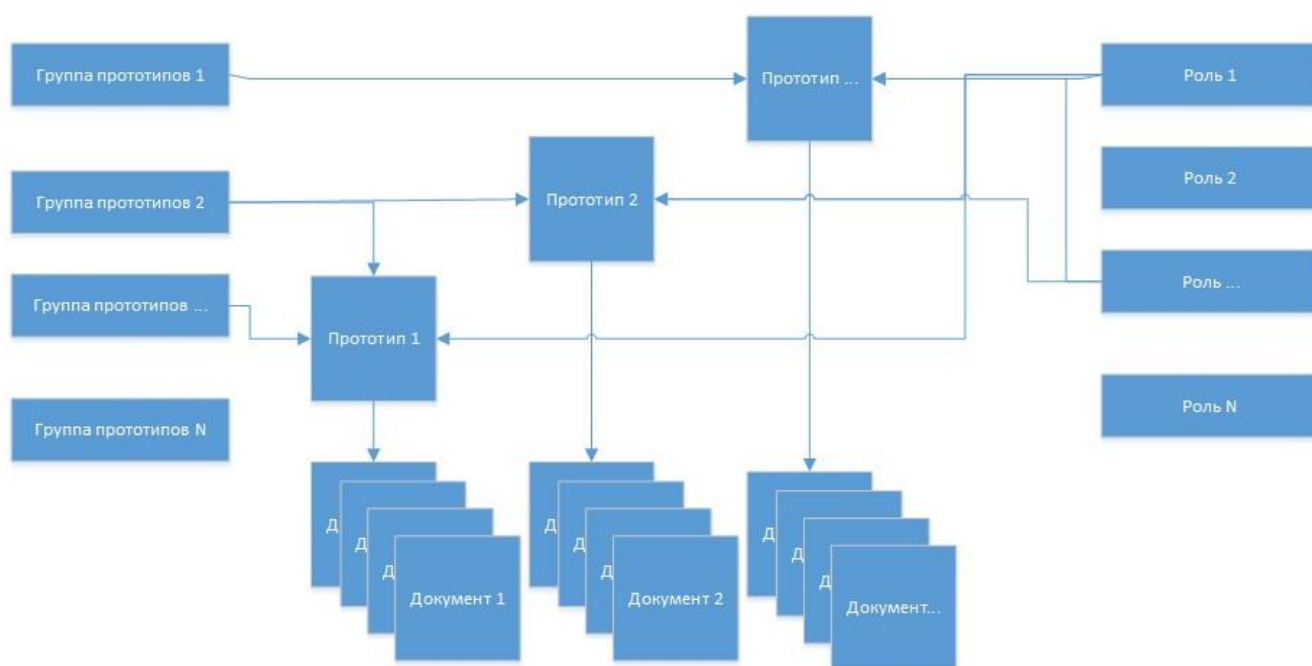 Группа прототипов 1
Прототип ...
Роль 1
Группа прототипов 2
Прототип 2
Роль 2
Группа прототипов ...
Прототип 1
Роль ...
Группа прототипов N
Роль N
Д
Д
Д
Документ 1
Д
Д
Д
Документ 2
Д
Д
Д
Документ...